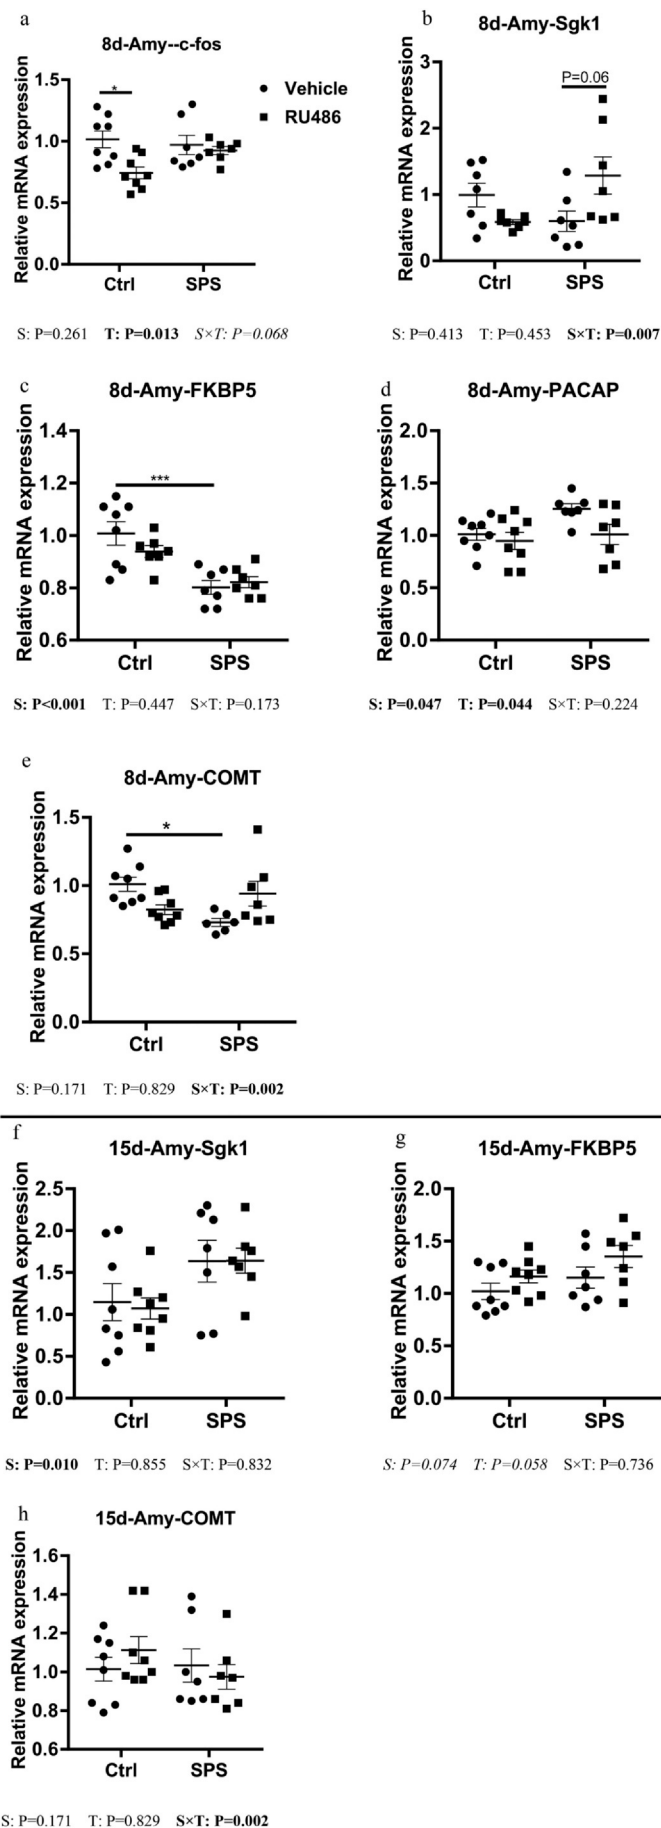 a
8d-Amy--c-fos
Relative mRNA expression
1.5
1.0
0.5
0.0
*
Vehicle
RU486
Ctrl SPS
S: P=0.261 T: P=0.013 S×T: P=0.068
b
8d-Amy-Sgk1
Relative mRNA expression
3
2
1
0
P=0.06
Ctrl SPS
S: P=0.413 T: P=0.453 S×T: P=0.007
c
8d-Amy-FKBP5
Relative mRNA expression
1.4
1.2
1.0
0.8
0.6
***
Ctrl SPS
S: P<0.001 T: P=0.447 S×T: P=0.173
d
8d-Amy-PACAP
Relative mRNA expression
2.0
1.5
1.0
0.5
0.0
Ctrl SPS
S: P=0.047 T: P=0.044 S×T: P=0.224
e
8d-Amy-COMT
Relative mRNA expression
1.5
1.0
0.5
0.0
*
Ctrl SPS
S: P=0.171 T: P=0.829 S×T: P=0.002
f
15d-Amy-Sgk1
Relative mRNA expression
2.5
2.0
1.5
1.0
0.5
0.0
Ctrl SPS
S: P=0.010 T: P=0.855 S×T: P=0.832
g
15d-Amy-FKBP5
Relative mRNA expression
2.0
1.5
1.0
0.5
0.0
Ctrl SPS
S: P=0.074 T: P=0.058 S×T: P=0.736
h
15d-Amy-COMT
Relative mRNA expression
1.6
1.4
1.2
1.0
0.8
0.6
Ctrl SPS
S: P=0.171 T: P=0.829 S×T: P=0.002